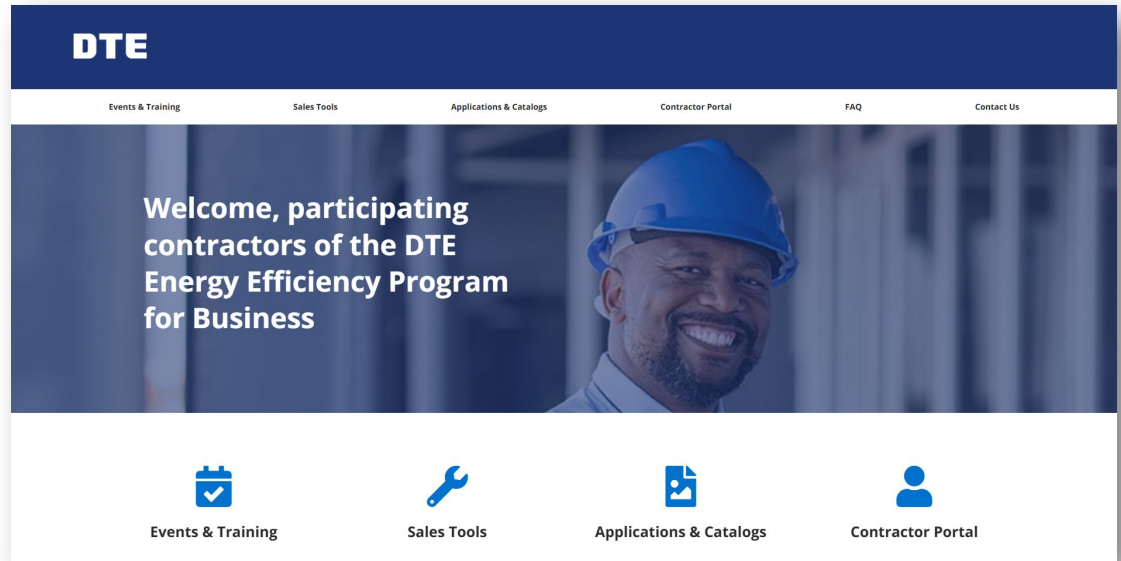 DTE
Events & Training
Sales Tools
Applications & Catalogs
Contractor Portal
FAQ
Contact Us
Welcome, participating
contractors of the DTE
Energy Efficiency Program
for Business
Events & Training
Sales Tools
Applications & Catalogs
Contractor Portal